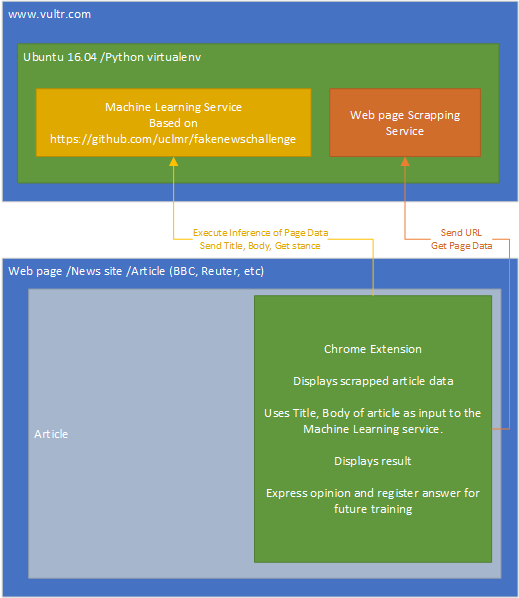 www.vultr.com
Ubuntu 16.04 /Python virtualenv
Machine Learning Service
Based on
https://github.com/uclmr/fakenewschallenge
Web page Scrapping
Service
Execute Inference of Page Data
Send Title, Body, Get stance
Send URL
Get Page Data
Web page /News site /Article (BBC, Reuter, etc)
Article
Chrome Extension
Displays scrapped article data
Uses Title, Body of article as input to the
Machine Learning service.
Displays result
Express opinion and register answer for
future training